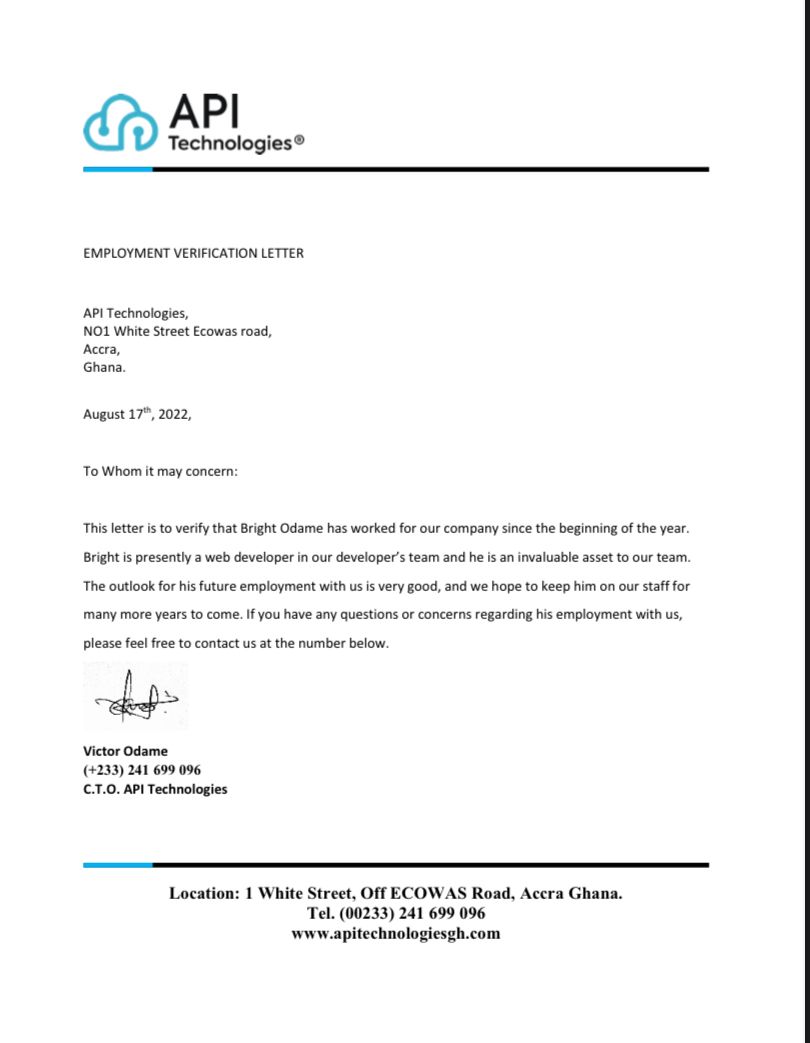 API
Technologies®
EMPLOYMENT VERIFICATION LETTER
API Technologies,
NO1 White Street Ecowas road,
Accra,
Ghana.
August 17th, 2022,
To Whom it may concern:
This letter is to verify that Bright Odame has worked for our company since the beginning of the year.
Bright is presently a web developer in our developer’s team and he is an invaluable asset to our team.
The outlook for his future employment with us is very good, and we hope to keep him on our staff for
many more years to come. If you have any questions or concerns regarding his employment with us,
please feel free to contact us at the number below.
Victor Odame
(+233) 241 699 096
C.T.O. API Technologies
Location: 1 White Street, Off ECOWAS Road, Accra Ghana.
Tel. (00233) 241 699 096
www.apitechnologiesgh.com